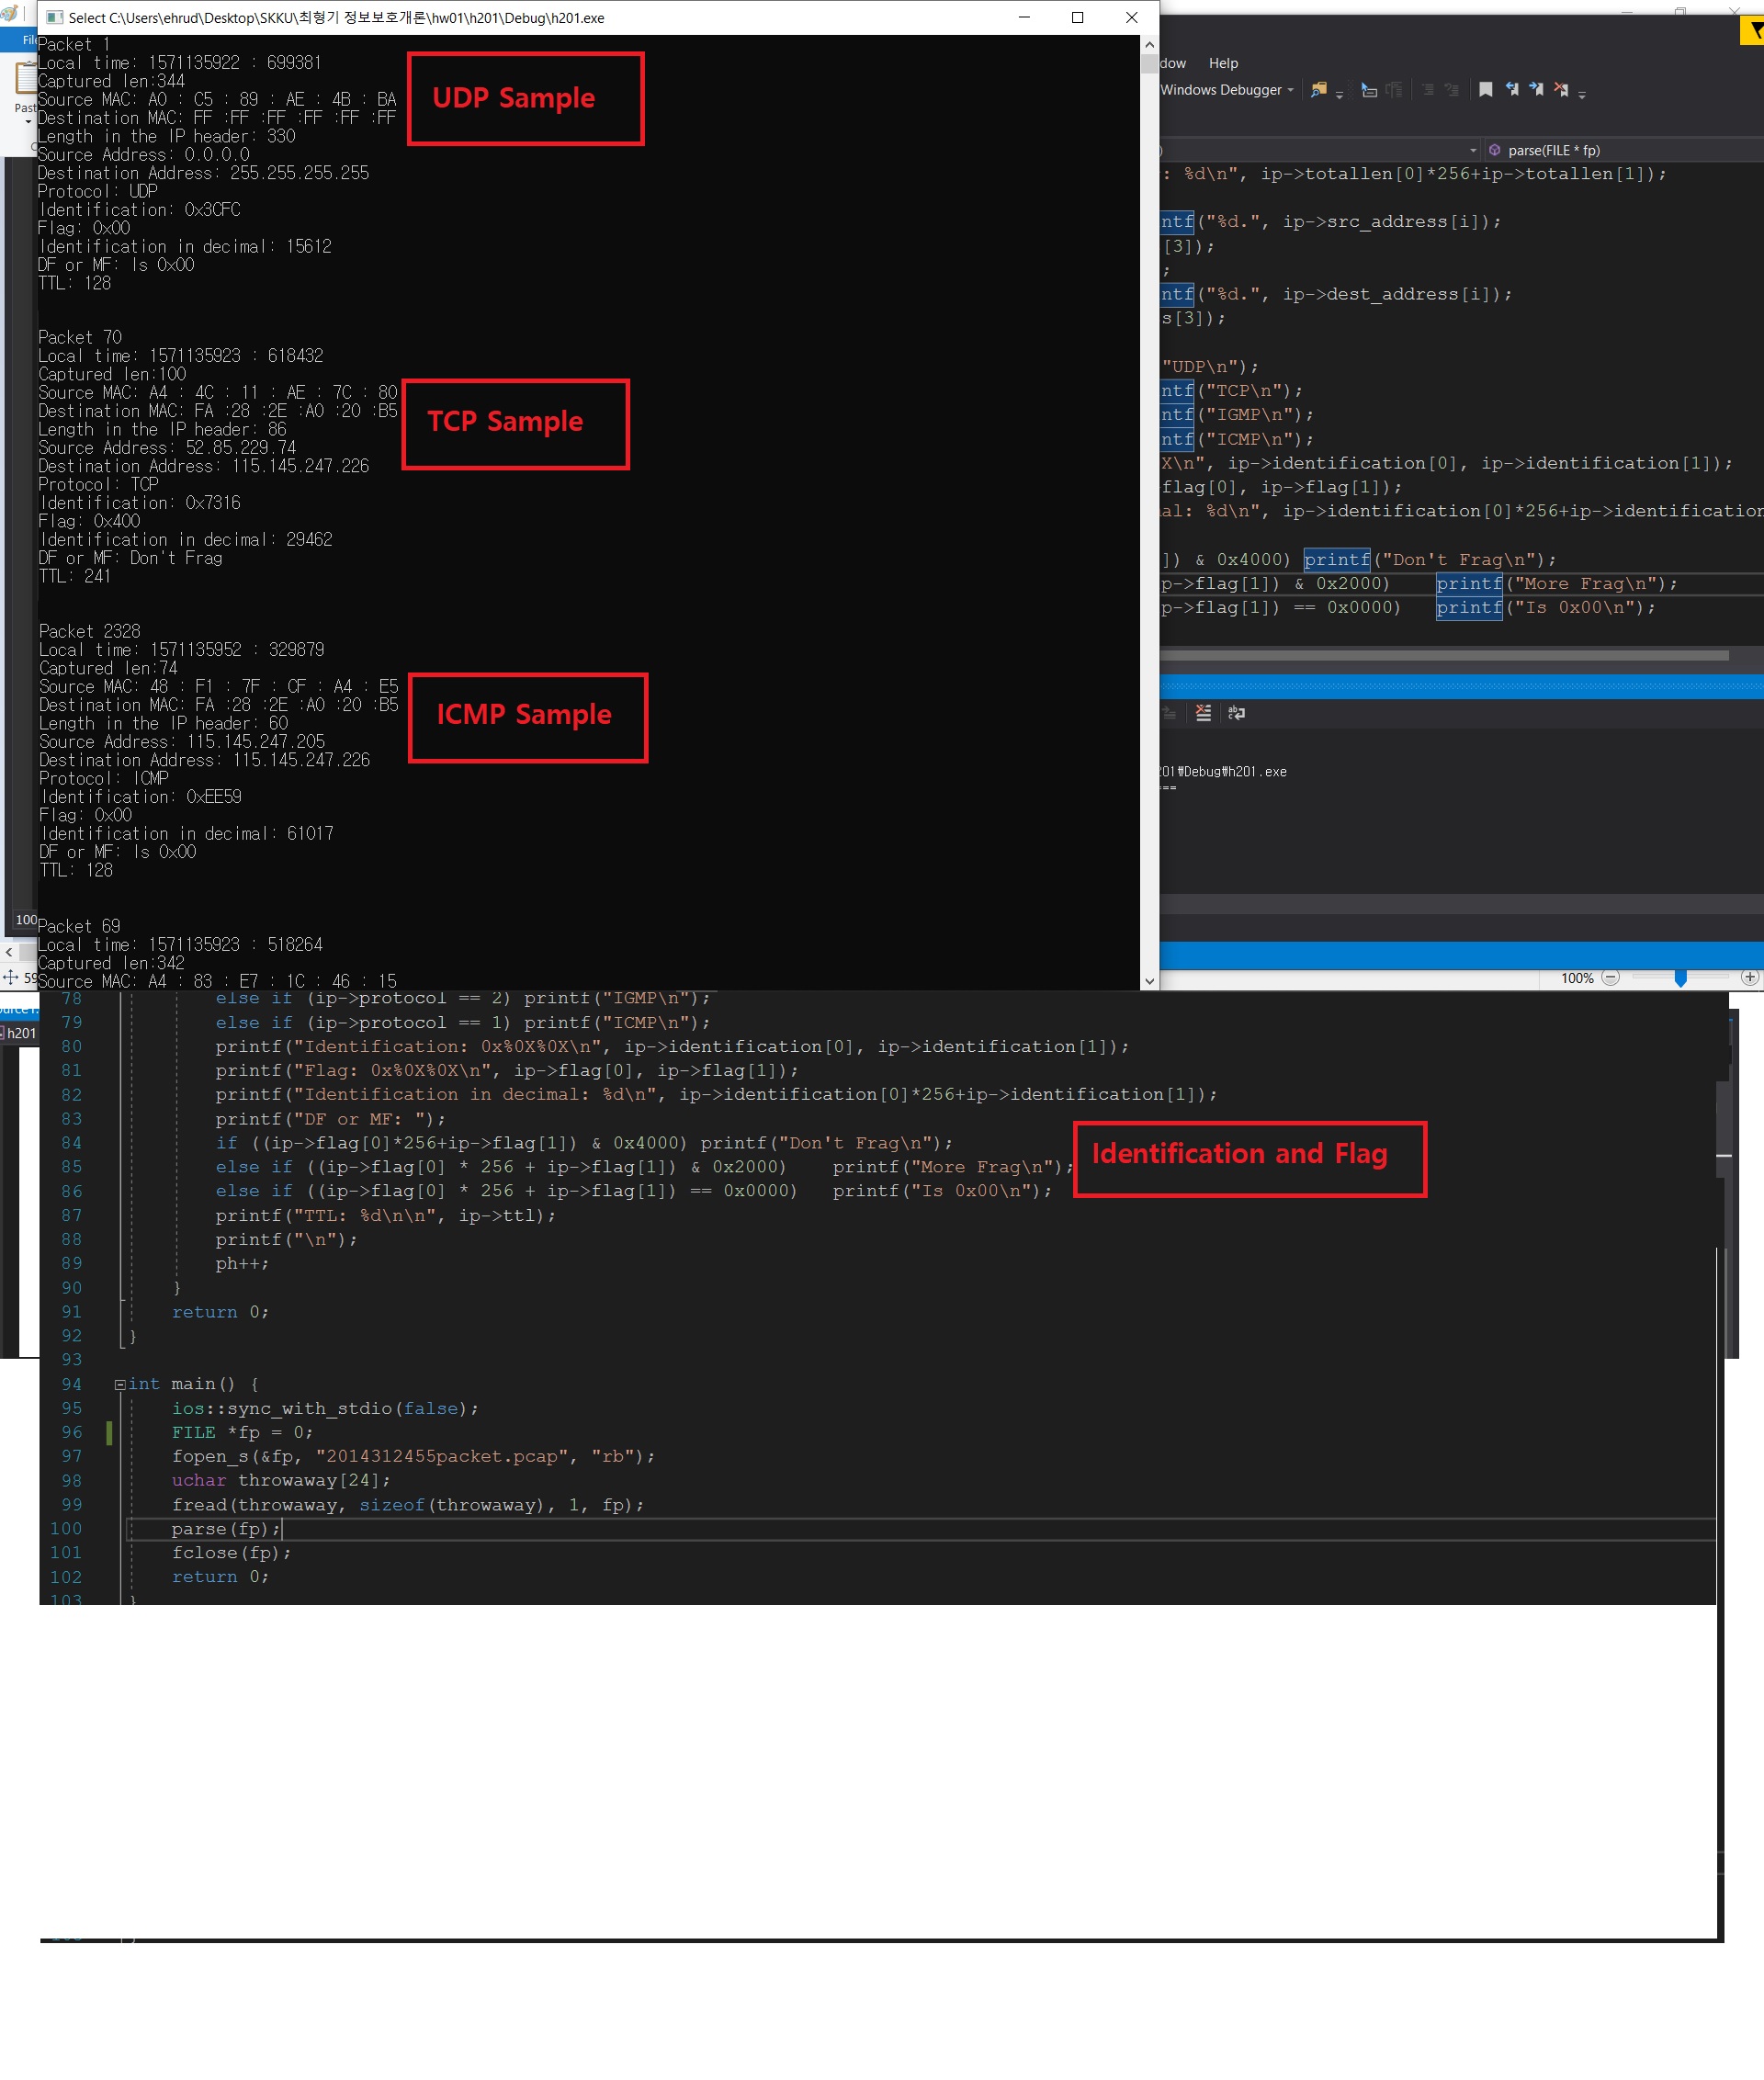 Select C:\Users\ehrud\Desktop\SKKU\최형기 정보보호개론\hw01\h201\Debug\h201.exe
Packet 1
Local time: 1571135922 : 699381
Captured len:344
Source MAC: A0 : C5 : 89 : AE : 4B : BA
Destination MAC: FF :FF :FF :FF :FF :FF
Length in the IP header: 330
Source Address: 0.0.0.0
Destination Address: 255.255.255.255
Protocol: UDP
Identification: 0x3CFC
Flag: 0x00
Identification in decimal: 15612
DF or MF: Is 0x00
TTL: 128
UDP Sample
Packet 70
Local time: 1571135923 : 618432
Captured len:100
Source MAC: A4 : 4C : 11 : AE : 7C : 80
Destination MAC: FA :28 :2E :A0 :20 :B5
Length in the IP header: 86
Source Address: 52.85.229.74
Destination Address: 115.145.247.226
Protocol: TCP
Identification: 0x7316
Flag: 0x400
Identification in decimal: 29462
DF or MF: Don't Frag
TTL: 241
TCP Sample
Packet 2328
Local time: 1571135952 : 329879
Captured len:74
Source MAC: 48 : F1 : 7F : CF : A4 : E5
Destination MAC: FA :28 :2E :A0 :20 :B5
Length in the IP header: 60
Source Address: 115.145.247.205
Destination Address: 115.145.247.226
Protocol: ICMP
Identification: 0xEE59
Flag: 0x00
Identification in decimal: 61017
DF or MF: Is 0x00
TTL: 128
ICMP Sample
Packet 69
Local time: 1571135923 : 518264
Captured len:342
Source MAC: A4 : 83 : E7 : 1C : 46 : 15
dow Help
Windows Debugger
parse(FILE * fp)
: %d\n", ip->totallen[0]*256+ip->totallen[1]);
ntf("%d.", ip->src_address[i]);
[3]);
;
ntf("%d.", ip->dest_address[i]);
s[3]);
"UDP\n");
ntf("TCP\n");
ntf("IGMP\n");
ntf("ICMP\n");
X\n", ip->identification[0], ip->identification[1]);
flag[0], ip->flag[1]);
al: %d\n", ip->identification[0]*256+ip->identification
]) & 0x4000) printf("Don't Frag\n");
p->flag[1]) & 0x2000) printf("More Frag\n");
p->flag[1]) == 0x0000) printf("Is 0x00\n");
01\Debug\h201.exe
==
100%
h201
78 else if (ip->protocol == 2) printf("IGMP\n");
79 else if (ip->protocol == 1) printf("ICMP\n");
80 printf("Identification: 0x%0X%0X\n", ip->identification[0], ip->identification[1]);
81 printf("Flag: 0x%0X%0X\n", ip->flag[0], ip->flag[1]);
82 printf("Identification in decimal: %d\n", ip->identification[0]*256+ip->identification[1]);
83 printf("DF or MF: ");
84 if ((ip->flag[0]*256+ip->flag[1]) & 0x4000) printf("Don't Frag\n");
85 else if ((ip->flag[0] * 256 + ip->flag[1]) & 0x2000) printf("More Frag\n");
86 else if ((ip->flag[0] * 256 + ip->flag[1]) == 0x0000) printf("Is 0x00\n");
87 printf("TTL: %d\n\n", ip->ttl);
88 printf("\n");
89 ph++;
90 }
91 return 0;
92 }
93
94 int main() {
95 ios::sync_with_stdio(false);
96 FILE *fp = 0;
97 fopen_s(&fp, "2014312455packet.pcap", "rb");
98 uchar throwaway[24];
99 fread(throwaway, sizeof(throwaway), 1, fp);
100 parse(fp);
101 fclose(fp);
102 return 0;
103 }
Identification and Flag